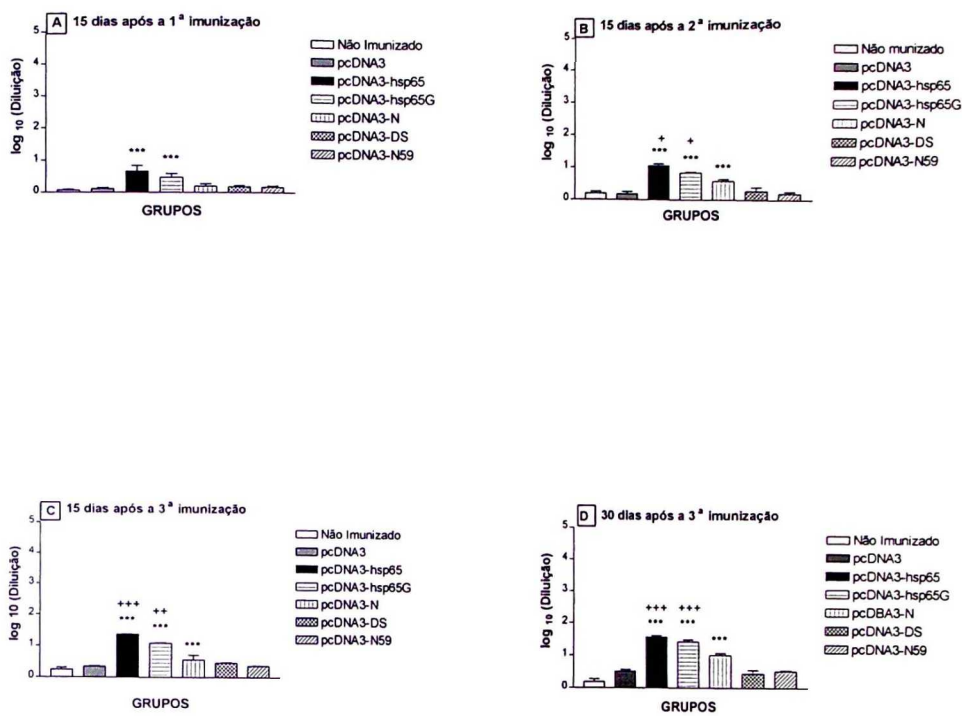 A 15 dias após a 1ª imunização
5
4
3
2
1
0
log 10 (Diluição)
*** ***
GRUPOS
Não Imunizado
pcDNA3
pcDNA3-hsp65
pcDNA3-hsp65G
pcDNA3-N
pcDNA3-DS
pcDNA3-N59
B 15 dias após a 2ª imunização
5
4
3
2
1
0
log 10 (Diluição)
+ +
*** *** ***
GRUPOS
Não munizado
pcDNA3
pcDNA3-hsp65
pcDNA3-hsp65G
pcDNA3-N
pcDNA3-DS
pcDNA3-N59
C 15 dias após a 3ª imunização
5
4
3
2
1
0
log 10 (Diluição)
+++ ++
*** *** ***
GRUPOS
Não Imunizado
pcDNA3
pcDNA3-hsp65
pcDNA3-hsp65G
pcDNA3-N
pcDNA3-DS
pcDNA3-N59
D 30 dias após a 3ª imunização
5
4
3
2
1
0
log 10 (Diluição)
+++ +++
*** *** ***
GRUPOS
Não Imunizado
pcDNA3
pcDNA3-hsp65
pcDNA3-hsp65G
pcDBA3-N
pcDNA3-DS
pcDNA3-N59